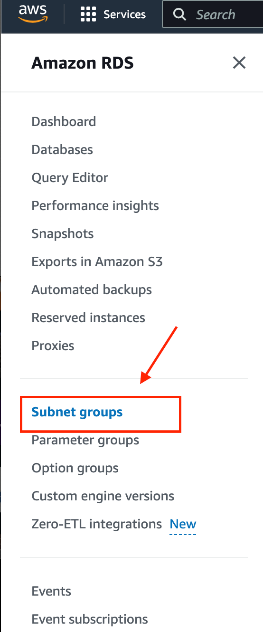 aws
Services
Search
Amazon RDS
Dashboard
Databases
Query Editor
Performance insights
Snapshots
Exports in Amazon S3
Automated backups
Reserved instances
Proxies
Subnet groups
Parameter groups
Option groups
Custom engine versions
Zero-ETL integrations New
Events
Event subscriptions